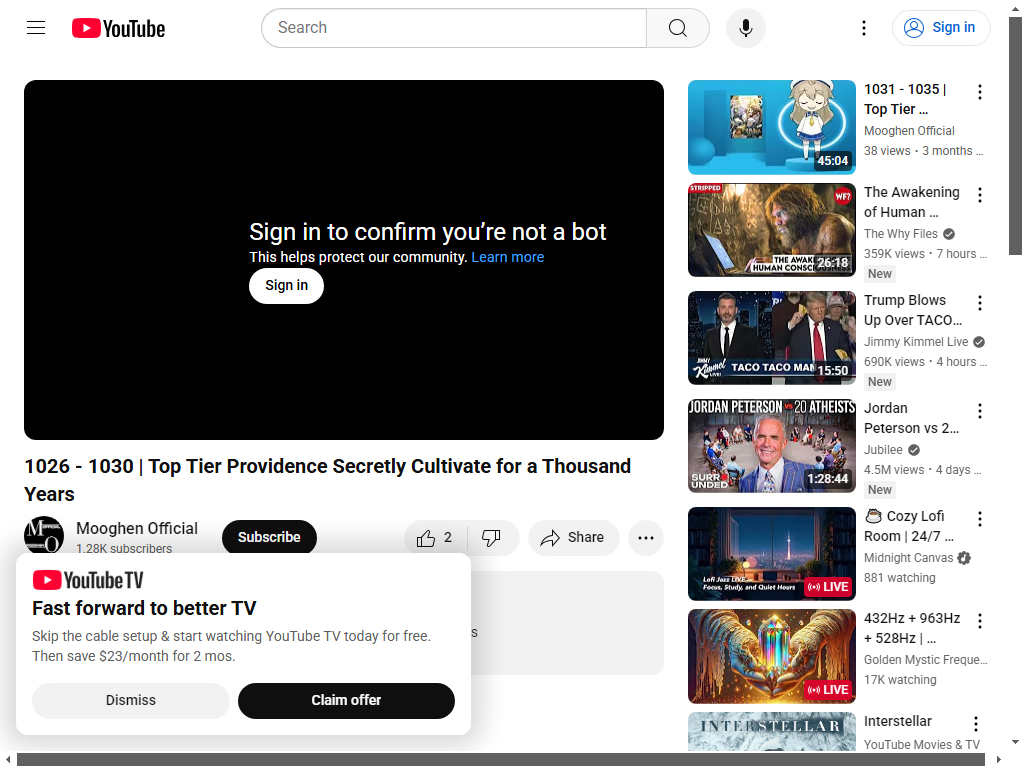 YouTube
Search
Sign in
Sign in to confirm you're not a bot
This helps protect our community. Learn more
Sign in
1026 - 1030 | Top Tier Providence Secretly Cultivate for a Thousand
Years
Mooghen Official
1.28K subscribers
Subscribe
2
Share
s
YouTube TV
Fast forward to better TV
Skip the cable setup & start watching YouTube TV today for free.
Then save $23/month for 2 mos.
Dismiss
Claim offer
45:04
1031 - 1035 |
Top Tier ...
Mooghen Official
38 views • 3 months ...
STRIPPED
WF?
THE AWAK
HUMAN CONSCIOUSNESS
26:18
The Awakening
of Human ...
The Why Files
359K views • 7 hours ...
New
JIMMY
Kimmel
LIVE!
TACO TACO MAN
15:50
Trump Blows
Up Over TACO...
Jimmy Kimmel Live
690K views • 4 hours ...
New
JORDAN PETERSON VS 20 ATHEISTS
SURR
UNDED
1:28:44
Jordan
Peterson vs 2...
Jubilee
4.5M views • 4 days ...
New
Lofi Jazz LIVE
Focus, Study, and Quiet Hours
LIVE
☕ Cozy Lofi
Room | 24/7 ...
Midnight Canvas
881 watching
LIVE
432Hz + 963Hz
+ 528Hz | ...
Golden Mystic Freque...
17K watching
INTERSTELLAR
Interstellar
YouTube Movies & TV